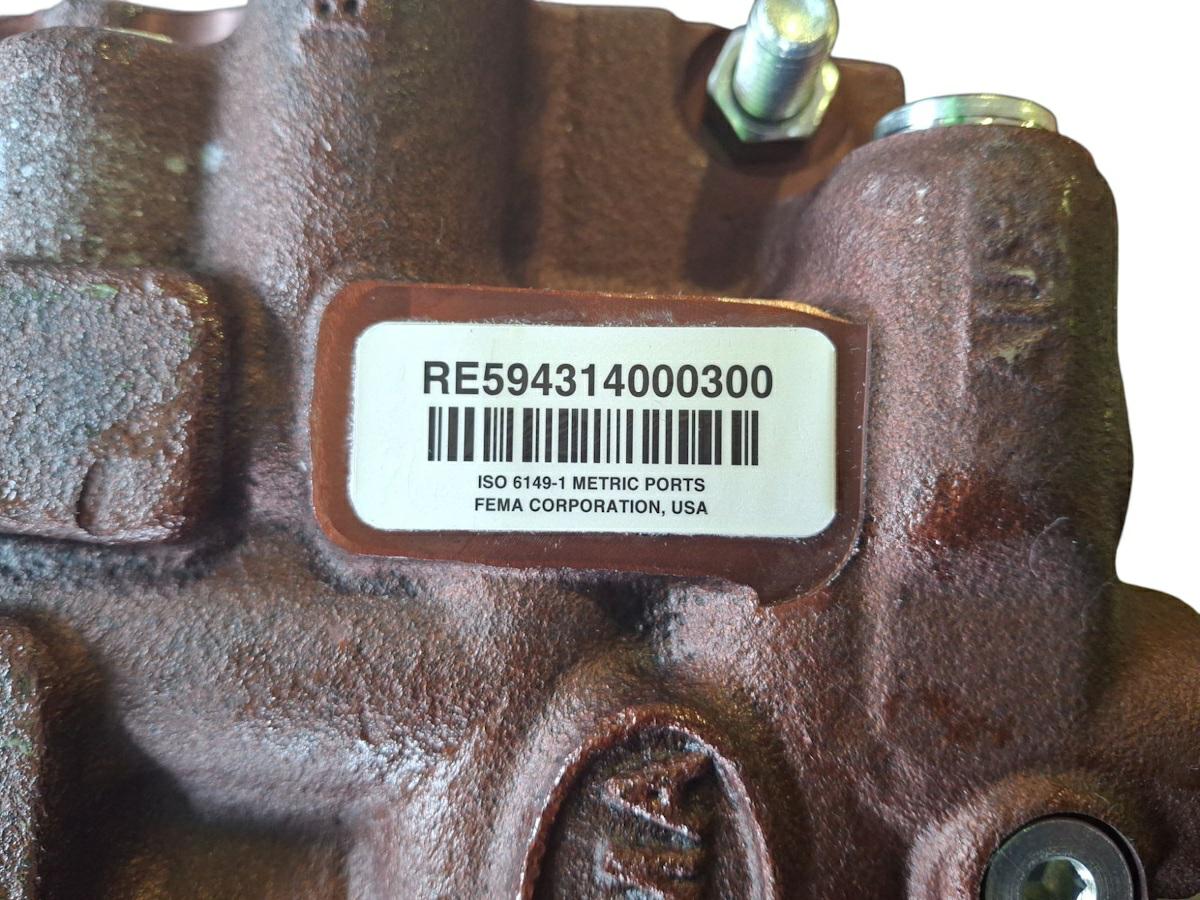 RE594314000300
ISO 6149-1 METRIC PORTS
FEMA CORPORATION, USA